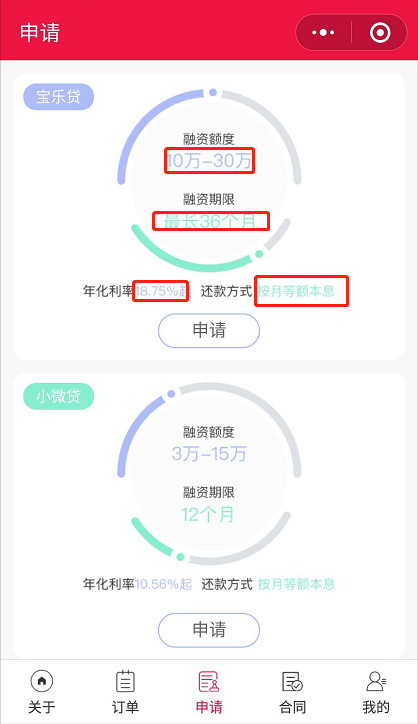 申请
宝乐贷
融资额度
10万-30万
融资期限
最长36个月
年化利率18.75%起 还款方式 按月等额本息
申请
小微贷
融资额度
3万-15万
融资期限
12个月
年化利率10.56%起 还款方式 按月等额本息
申请
关于 订单 申请 合同 我的